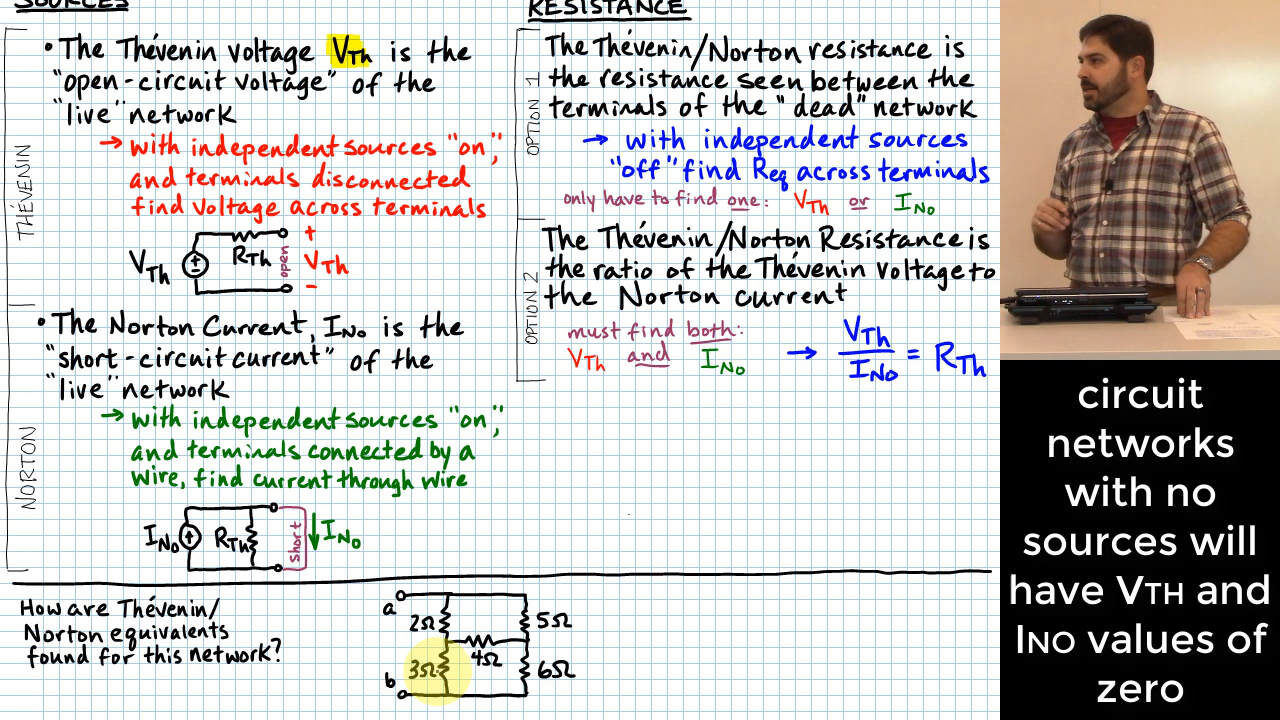 SOURCES
THÉVENIN
• The Thévenin voltage VTh is the
"open-circuit voltage" of the
"live" network
→ with independent sources "on,"
and terminals disconnected
find voltage across terminals
VTh RTh open + VTh -
NORTON
• The Norton Current, INo is the
"short-circuit current" of the
"live" network
→ with independent sources "on,"
and terminals connected by a
wire, find current through wire
INo RTh short INo
RESISTANCE
OPTION 1
The Thévenin/Norton resistance is
the resistance seen between the
terminals of the "dead" network
→ with independent sources
"off" find Req across terminals
only have to find one: VTh or INo
OPTION 2
The Thévenin/Norton Resistance is
the ratio of the Thévenin Voltage to
the Norton current
must find both:
VTh and INo → VTh/INo = RTh
How are Thévenin/
Norton equivalents
found for this network?
a
2Ω 5Ω
4Ω
3Ω 6Ω
b
circuit
networks
with no
sources will
have VTH and
INO values of
zero